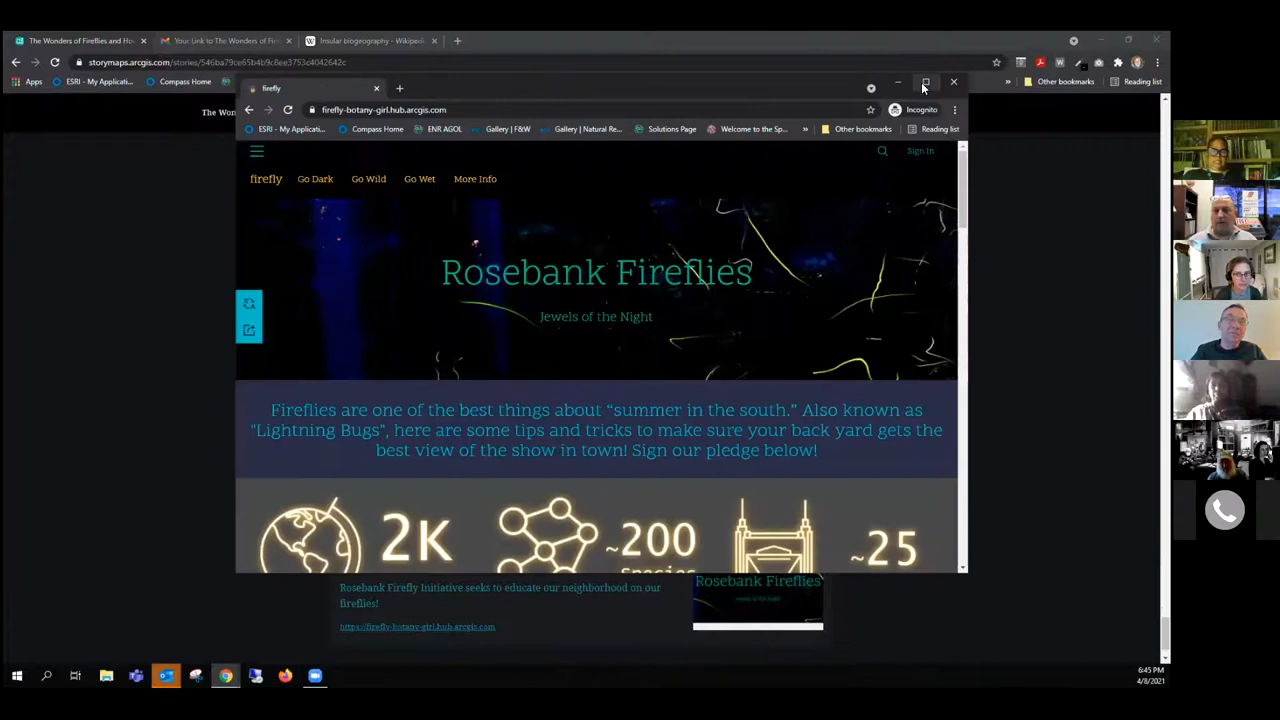 The Wonders of Fireflies and Ho
Your Link to The Wonders of Fir
Insular biogeography - Wikiped
storymaps.arcgis.com/stories/546ba79ce65b4b9c8ee3753c4042642c
Apps
ESRI - My Applicati...
Compass Home
Other bookmarks
Reading list
The Won
firefly
firefly-botany-girl.hub.arcgis.com
Incognito
ESRI - My Applicati...
Compass Home
ENR AGOL
Gallery | F&W
Gallery | Natural Re...
Solutions Page
Welcome to the Sp...
Other bookmarks
Reading list
Sign In
firefly Go Dark Go Wild Go Wet More Info
Rosebank Fireflies
Jewels of the Night
Fireflies are one of the best things about “summer in the south.” Also known as
"Lightning Bugs", here are some tips and tricks to make sure your back yard gets the
best view of the show in town! Sign our pledge below!
2K
~200
Species
~25
Rosebank Firefly Initiative seeks to educate our neighborhood on our
fireflies!
https://firefly-botany-girl.hub.arcgis.com
Rosebank Fireflies
6:45 PM
4/8/2021